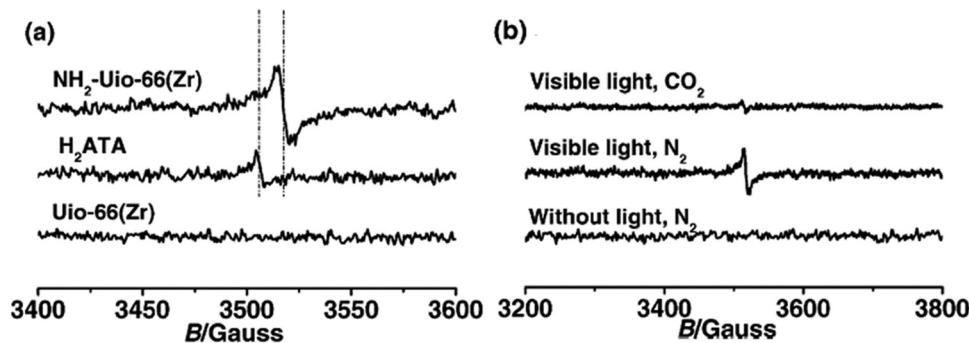 (a)
NH₂-Uio-66(Zr)
H₂ATA
Uio-66(Zr)
3400 3450 3500 3550 3600
B/Gauss
(b)
Visible light, CO₂
Visible light, N₂
Without light, N₂
3200 3400 3600 3800
B/Gauss